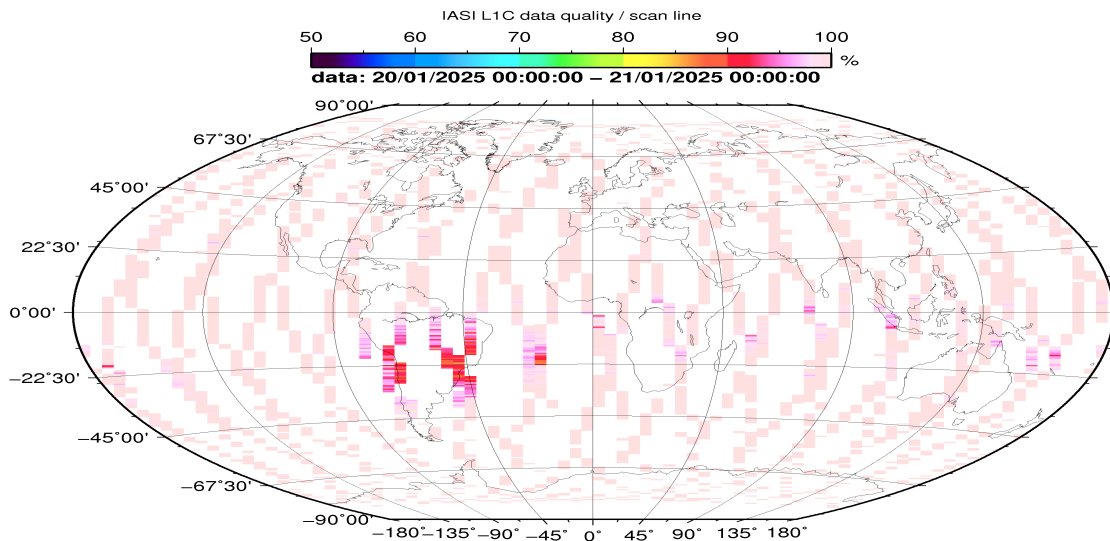 IASI L1C data quality / scan line
50 60 70 80 90 100
%
data: 20/01/2025 00:00:00 − 21/01/2025 00:00:00
90°00'
67°30'
45°00'
22°30'
0°00'
−22°30'
−45°00'
−67°30'
−90°00'
−180° −135° −90° −45° 0° 45° 90° 135° 180°